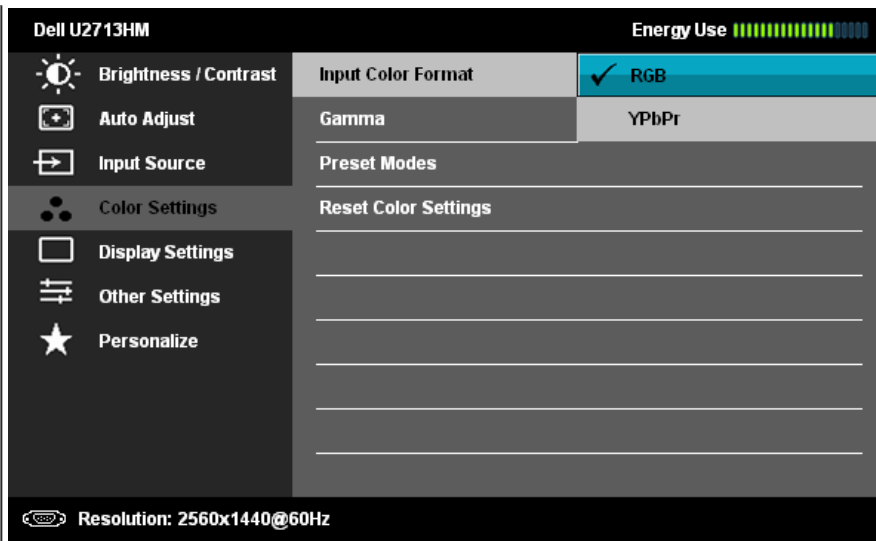 Dell U2713HM Energy Use
Brightness / Contrast Input Color Format RGB
Auto Adjust Gamma YPbPr
Input Source Preset Modes
Color Settings Reset Color Settings
Display Settings
Other Settings
Personalize
Resolution: 2560x1440@60Hz